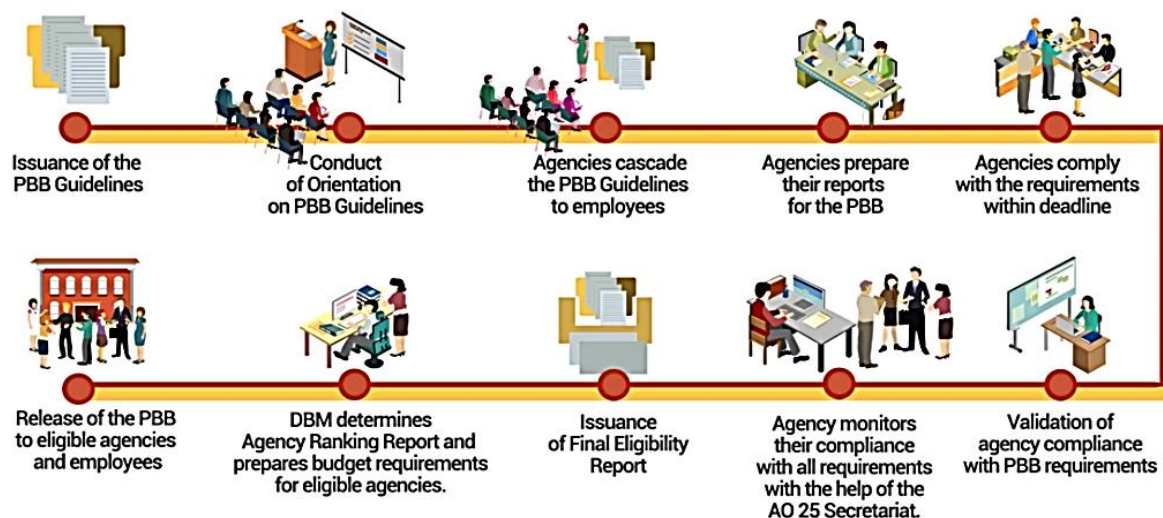 Issuance of the
PBB Guidelines
Conduct
of Orientation
on PBB Guidelines
Agencies cascade
the PBB Guidelines
to employees
Agencies prepare
their reports
for the PBB
Agencies comply
with the requirements
within deadline
Release of the PBB
to eligible agencies
and employees
DBM determines
Agency Ranking Report and
prepares budget requirements
for eligible agencies.
Issuance
of Final Eligibility
Report
Agency monitors
their compliance
with all requirements
with the help of the
AO 25 Secretariat.
Validation of
agency compliance
with PBB requirements